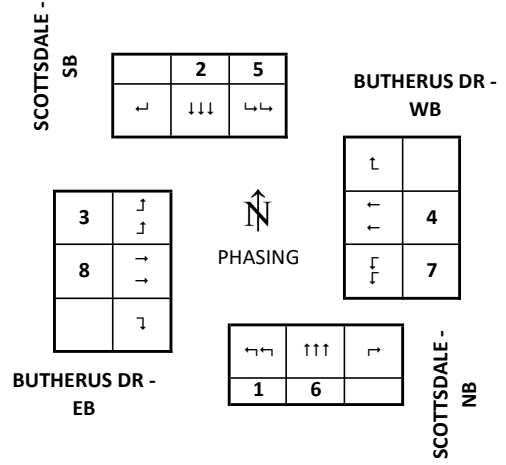 SCOTTSDALE -
SB
2 5
↵ ↓↓↓ ↳↳
BUTHERUS DR -
WB
3
8
N
PHASING
← 4
←
7
BUTHERUS DR -
EB
↰↰ ↑↑↑ ↱
1 6
SCOTTSDALE -
NB